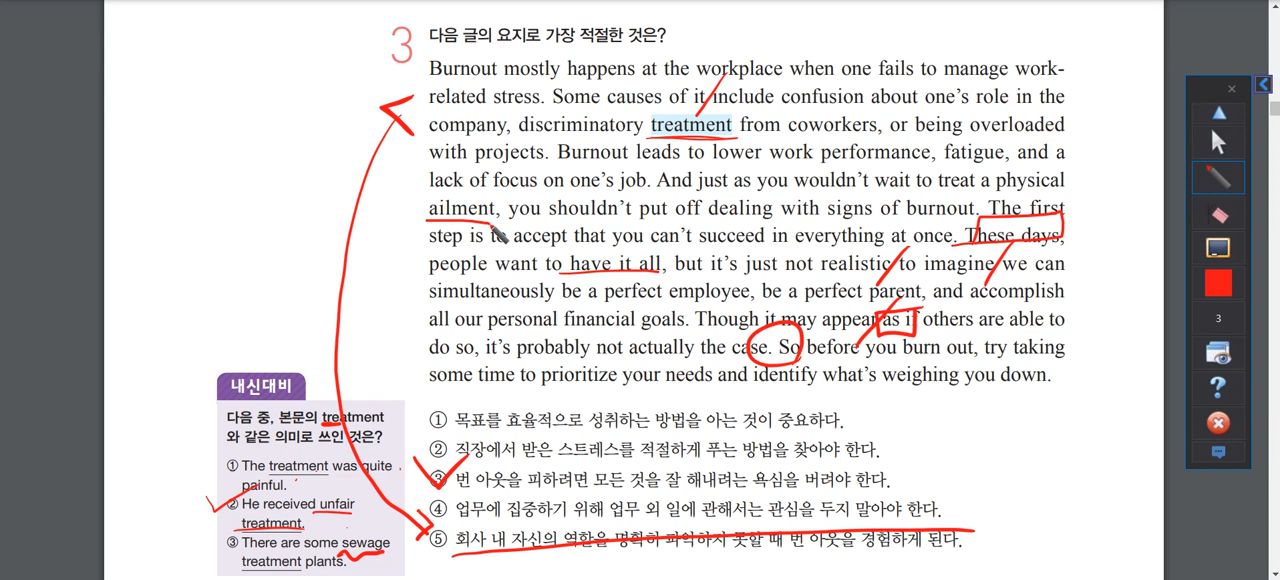 3 다음 글의 요지로 가장 적절한 것은?
Burnout mostly happens at the workplace when one fails to manage work-
related stress. Some causes of it include confusion about one's role in the
company, discriminatory treatment from coworkers, or being overloaded
with projects. Burnout leads to lower work performance, fatigue, and a
lack of focus on one's job. And just as you wouldn't wait to treat a physical
ailment, you shouldn't put off dealing with signs of burnout. The first
step is to accept that you can't succeed in everything at once. These days,
people want to have it all, but it's just not realistic to imagine we can
simultaneously be a perfect employee, be a perfect parent, and accomplish
all our personal financial goals. Though it may appear as if others are able to
do so, it's probably not actually the case. So before you burn out, try taking
some time to prioritize your needs and identify what's weighing you down.
① 목표를 효율적으로 성취하는 방법을 아는 것이 중요하다.
② 직장에서 받은 스트레스를 적절하게 푸는 방법을 찾아야 한다.
③ 번 아웃을 피하려면 모든 것을 잘 해내려는 욕심을 버려야 한다.
④ 업무에 집중하기 위해 업무 외 일에 관해서는 관심을 두지 말아야 한다.
⑤ 회사 내 자신의 역할을 명확히 파악하지 못할 때 번 아웃을 경험하게 된다.
내신대비
다음 중, 본문의 treatment
와 같은 의미로 쓰인 것은?
① The treatment was quite
painful.
② He received unfair
treatment.
③ There are some sewage
treatment plants.
3